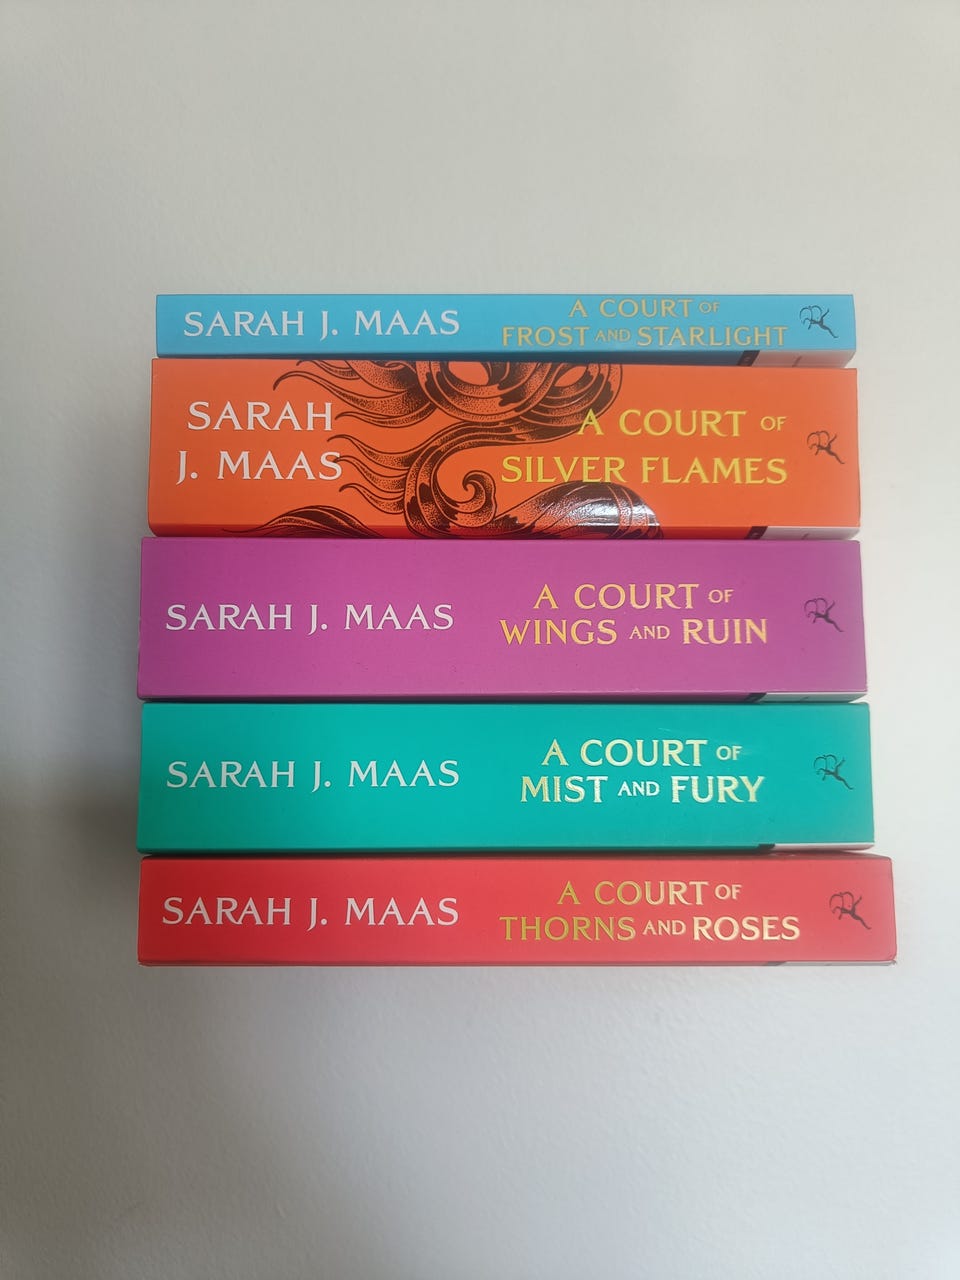 SARAH J. MAAS
A COURT OF
FROST AND STARLIGHT
SARAH
J. MAAS
A COURT OF
SILVER FLAMES
SARAH J. MAAS
A COURT OF
WINGS AND RUIN
SARAH J. MAAS
A COURT OF
MIST AND FURY
SARAH J. MAAS
A COURT OF
THORNS AND ROSES